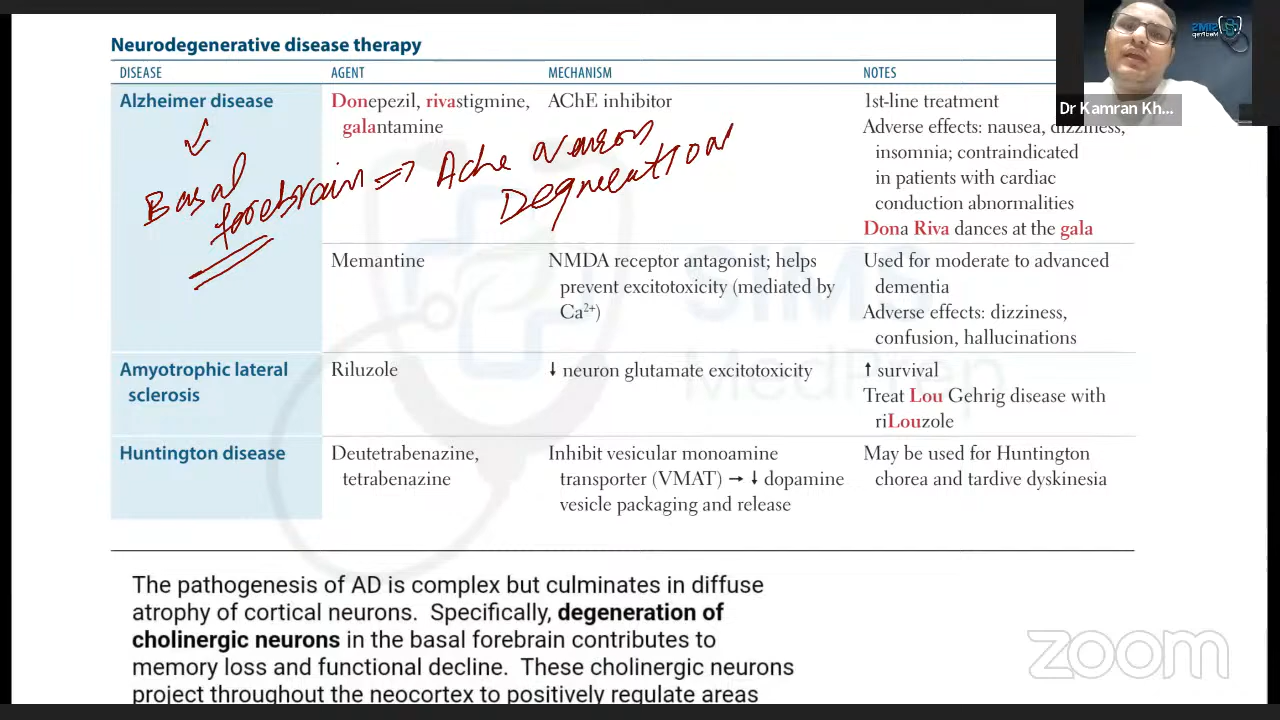 Neurodegenerative disease therapy
DISEASE AGENT MECHANISM NOTES
Alzheimer disease
Donepezil, rivastigmine,
galantamine
AChE inhibitor
1st-line treatment
Adverse effects: nausea, dizziness,
insomnia; contraindicated
in patients with cardiac
conduction abnormalities
Dona Riva dances at the gala
Basal
forebrain => Ache neuron
Memantine
NMDA receptor antagonist; helps
prevent excitotoxicity (mediated by
Ca2+)
Used for moderate to advanced
dementia
Adverse effects: dizziness,
confusion, hallucinations
Amyotrophic lateral
sclerosis
Riluzole
↓ neuron glutamate excitotoxicity
↑ survival
Treat Lou Gehrig disease with
riLouzole
Huntington disease
Deutetrabenazine,
tetrabenazine
Inhibit vesicular monoamine
transporter (VMAT) → ↓ dopamine
vesicle packaging and release
May be used for Huntington
chorea and tardive dyskinesia
The pathogenesis of AD is complex but culminates in diffuse
atrophy of cortical neurons. Specifically, degeneration of
cholinergic neurons in the basal forebrain contributes to
memory loss and functional decline. These cholinergic neurons
project throughout the neocortex to positively regulate areas
Dr Kamran Kh...
SIMS
MedPrep
zoom